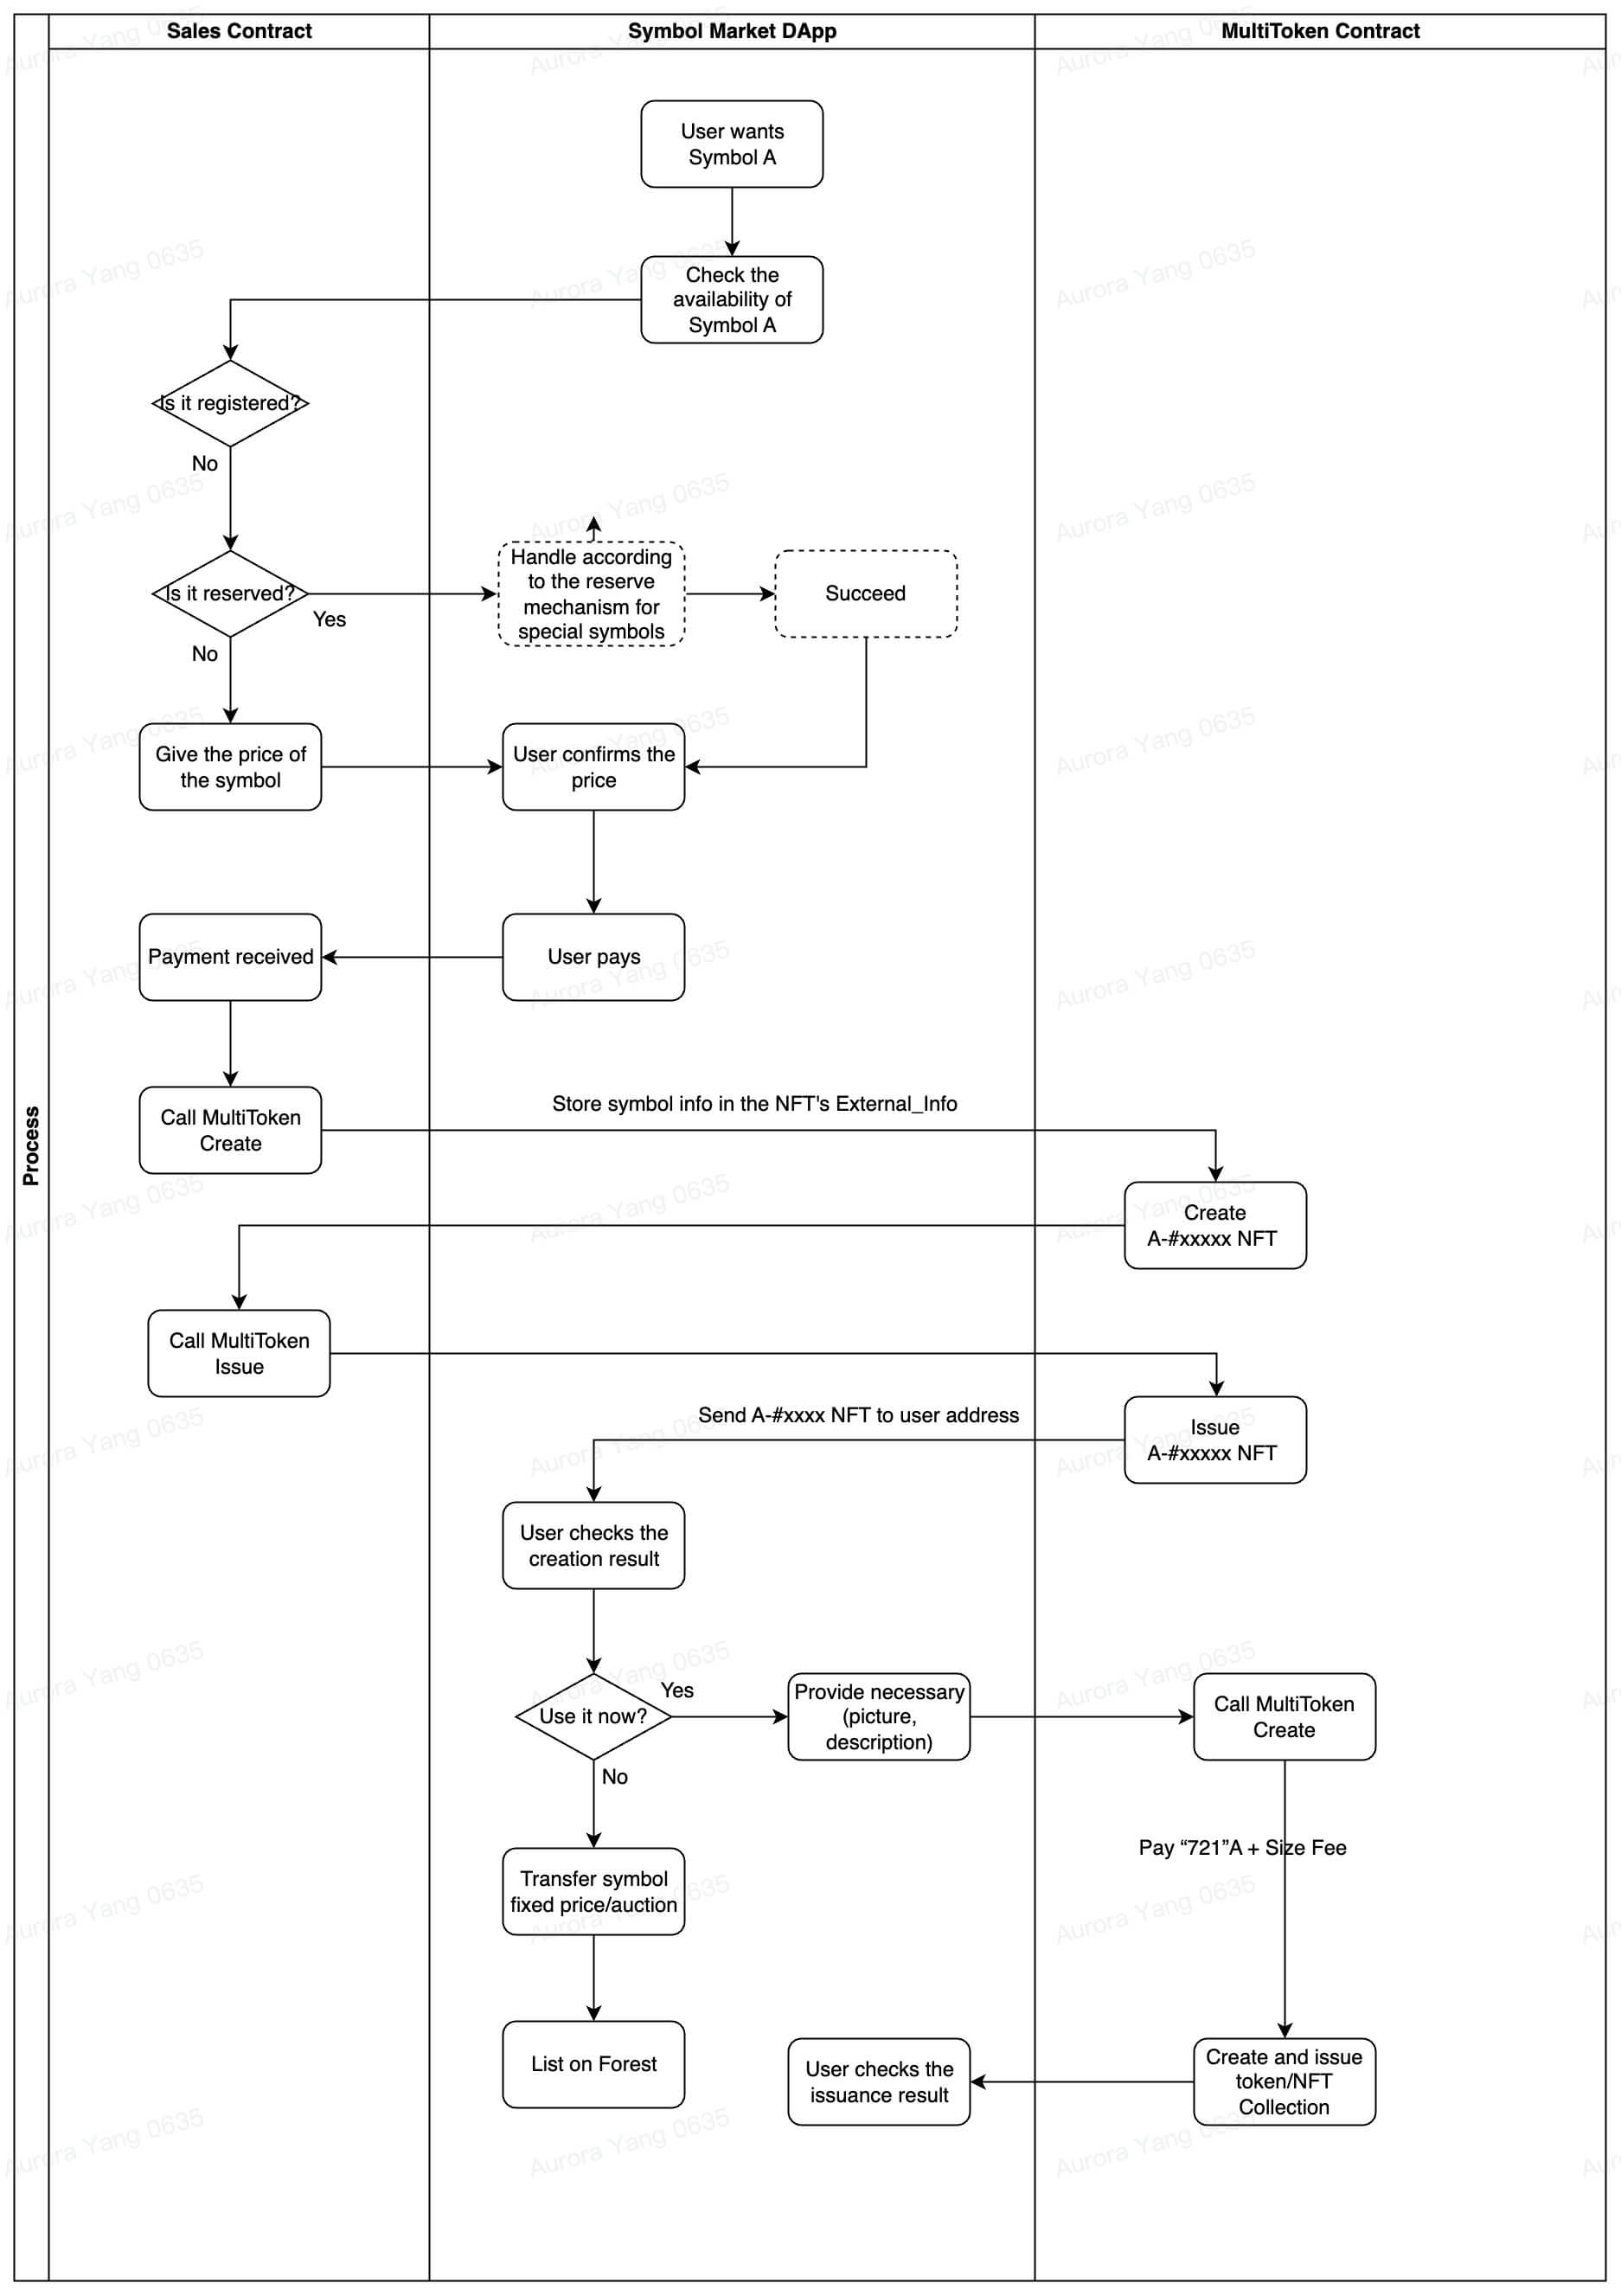 Sales Contract
Symbol Market DApp
MultiToken Contract
Process
User wants
Symbol A
Check the
availability of
Symbol A
Is it registered?
No
Is it reserved?
Yes
No
Handle according
to the reserve
mechanism for
special symbols
Succeed
Give the price of
the symbol
User confirms the
price
Payment received
User pays
Call MultiToken
Create
Store symbol info in the NFT's External_Info
Create
A-#xxxxx NFT
Call MultiToken
Issue
Send A-#xxxx NFT to user address
Issue
A-#xxxxx NFT
User checks the
creation result
Use it now?
Yes
No
Provide necessary
(picture,
description)
Call MultiToken
Create
Pay “721”A + Size Fee
Transfer symbol
fixed price/auction
List on Forest
User checks the
issuance result
Create and issue
token/NFT
Collection
Aurora Yang 0635